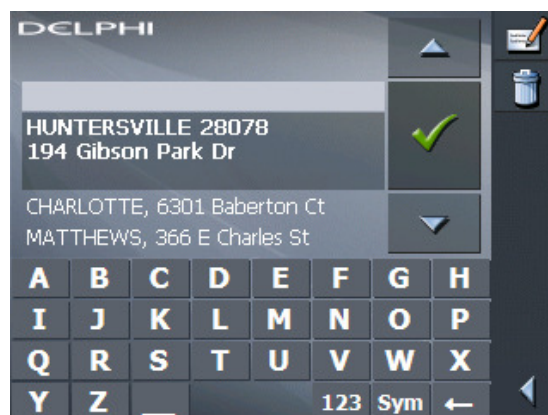 DELPHI
HUNTERSVILLE 28078
194 Gibson Park Dr
CHARLOTTE, 6301 Baberton Ct
MATTHEWS, 366 E Charles St
A B C D E F G H
I J K L M N O P
Q R S T U V W X
Y Z _ 123 Sym ←